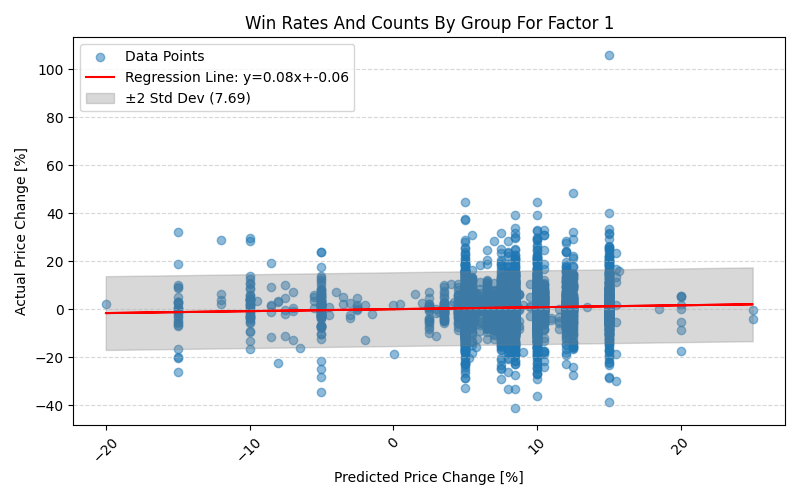 Win Rates And Counts By Group For Factor 1
Data Points
Regression Line: y=0.08x+-0.06
±2 Std Dev (7.69)
Actual Price Change [%]
100
80
60
40
20
0
−20
−40
−20
−10
0
10
20
Predicted Price Change [%]